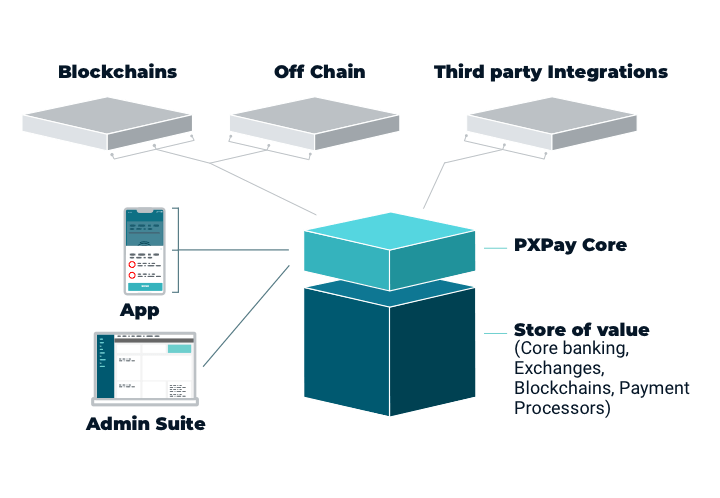 Blockchains
Off Chain
Third party Integrations
PXPay Core
App
Store of value
(Core banking,
Exchanges,
Blockchains, Payment
Processors)
Admin Suite